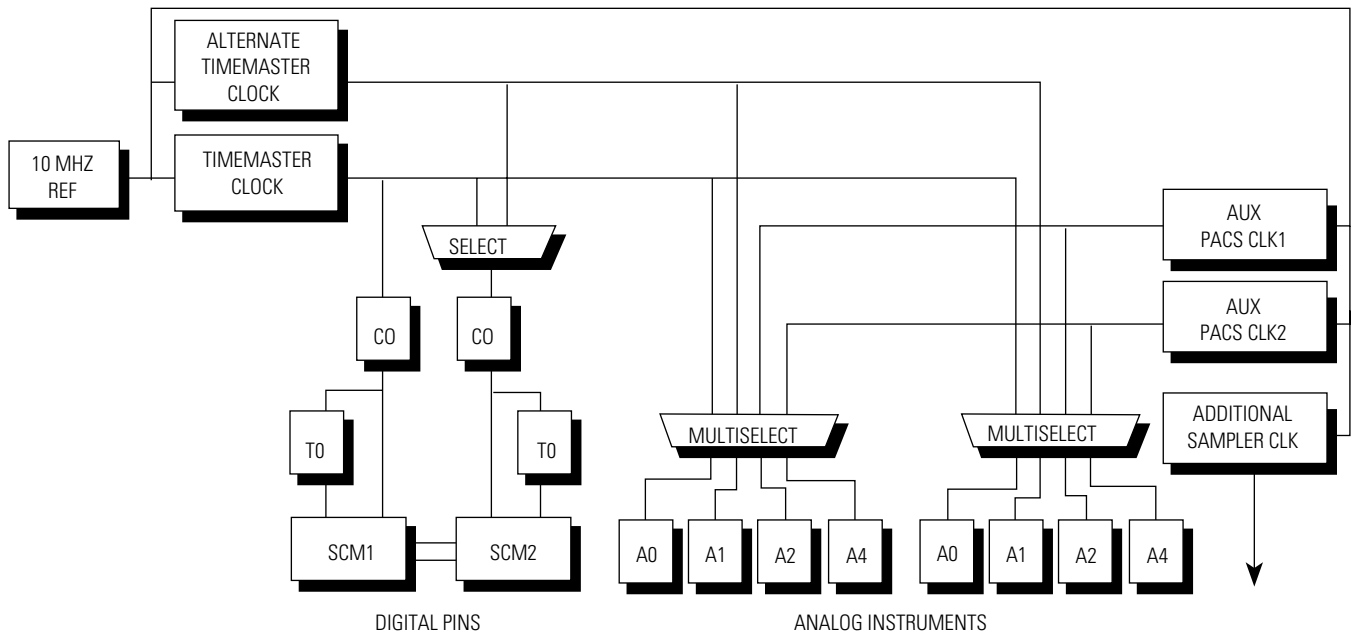 ALTERNATE
TIMEMASTER
CLOCK
10 MHZ
REF
TIMEMASTER
CLOCK
SELECT
AUX
PACS CLK1
CO
CO
AUX
PACS CLK2
T0
T0
MULTISELECT
MULTISELECT
ADDITIONAL
SAMPLER CLK
SCM1
SCM2
A0
A1
A2
A4
A0
A1
A2
A4
DIGITAL PINS
ANALOG INSTRUMENTS